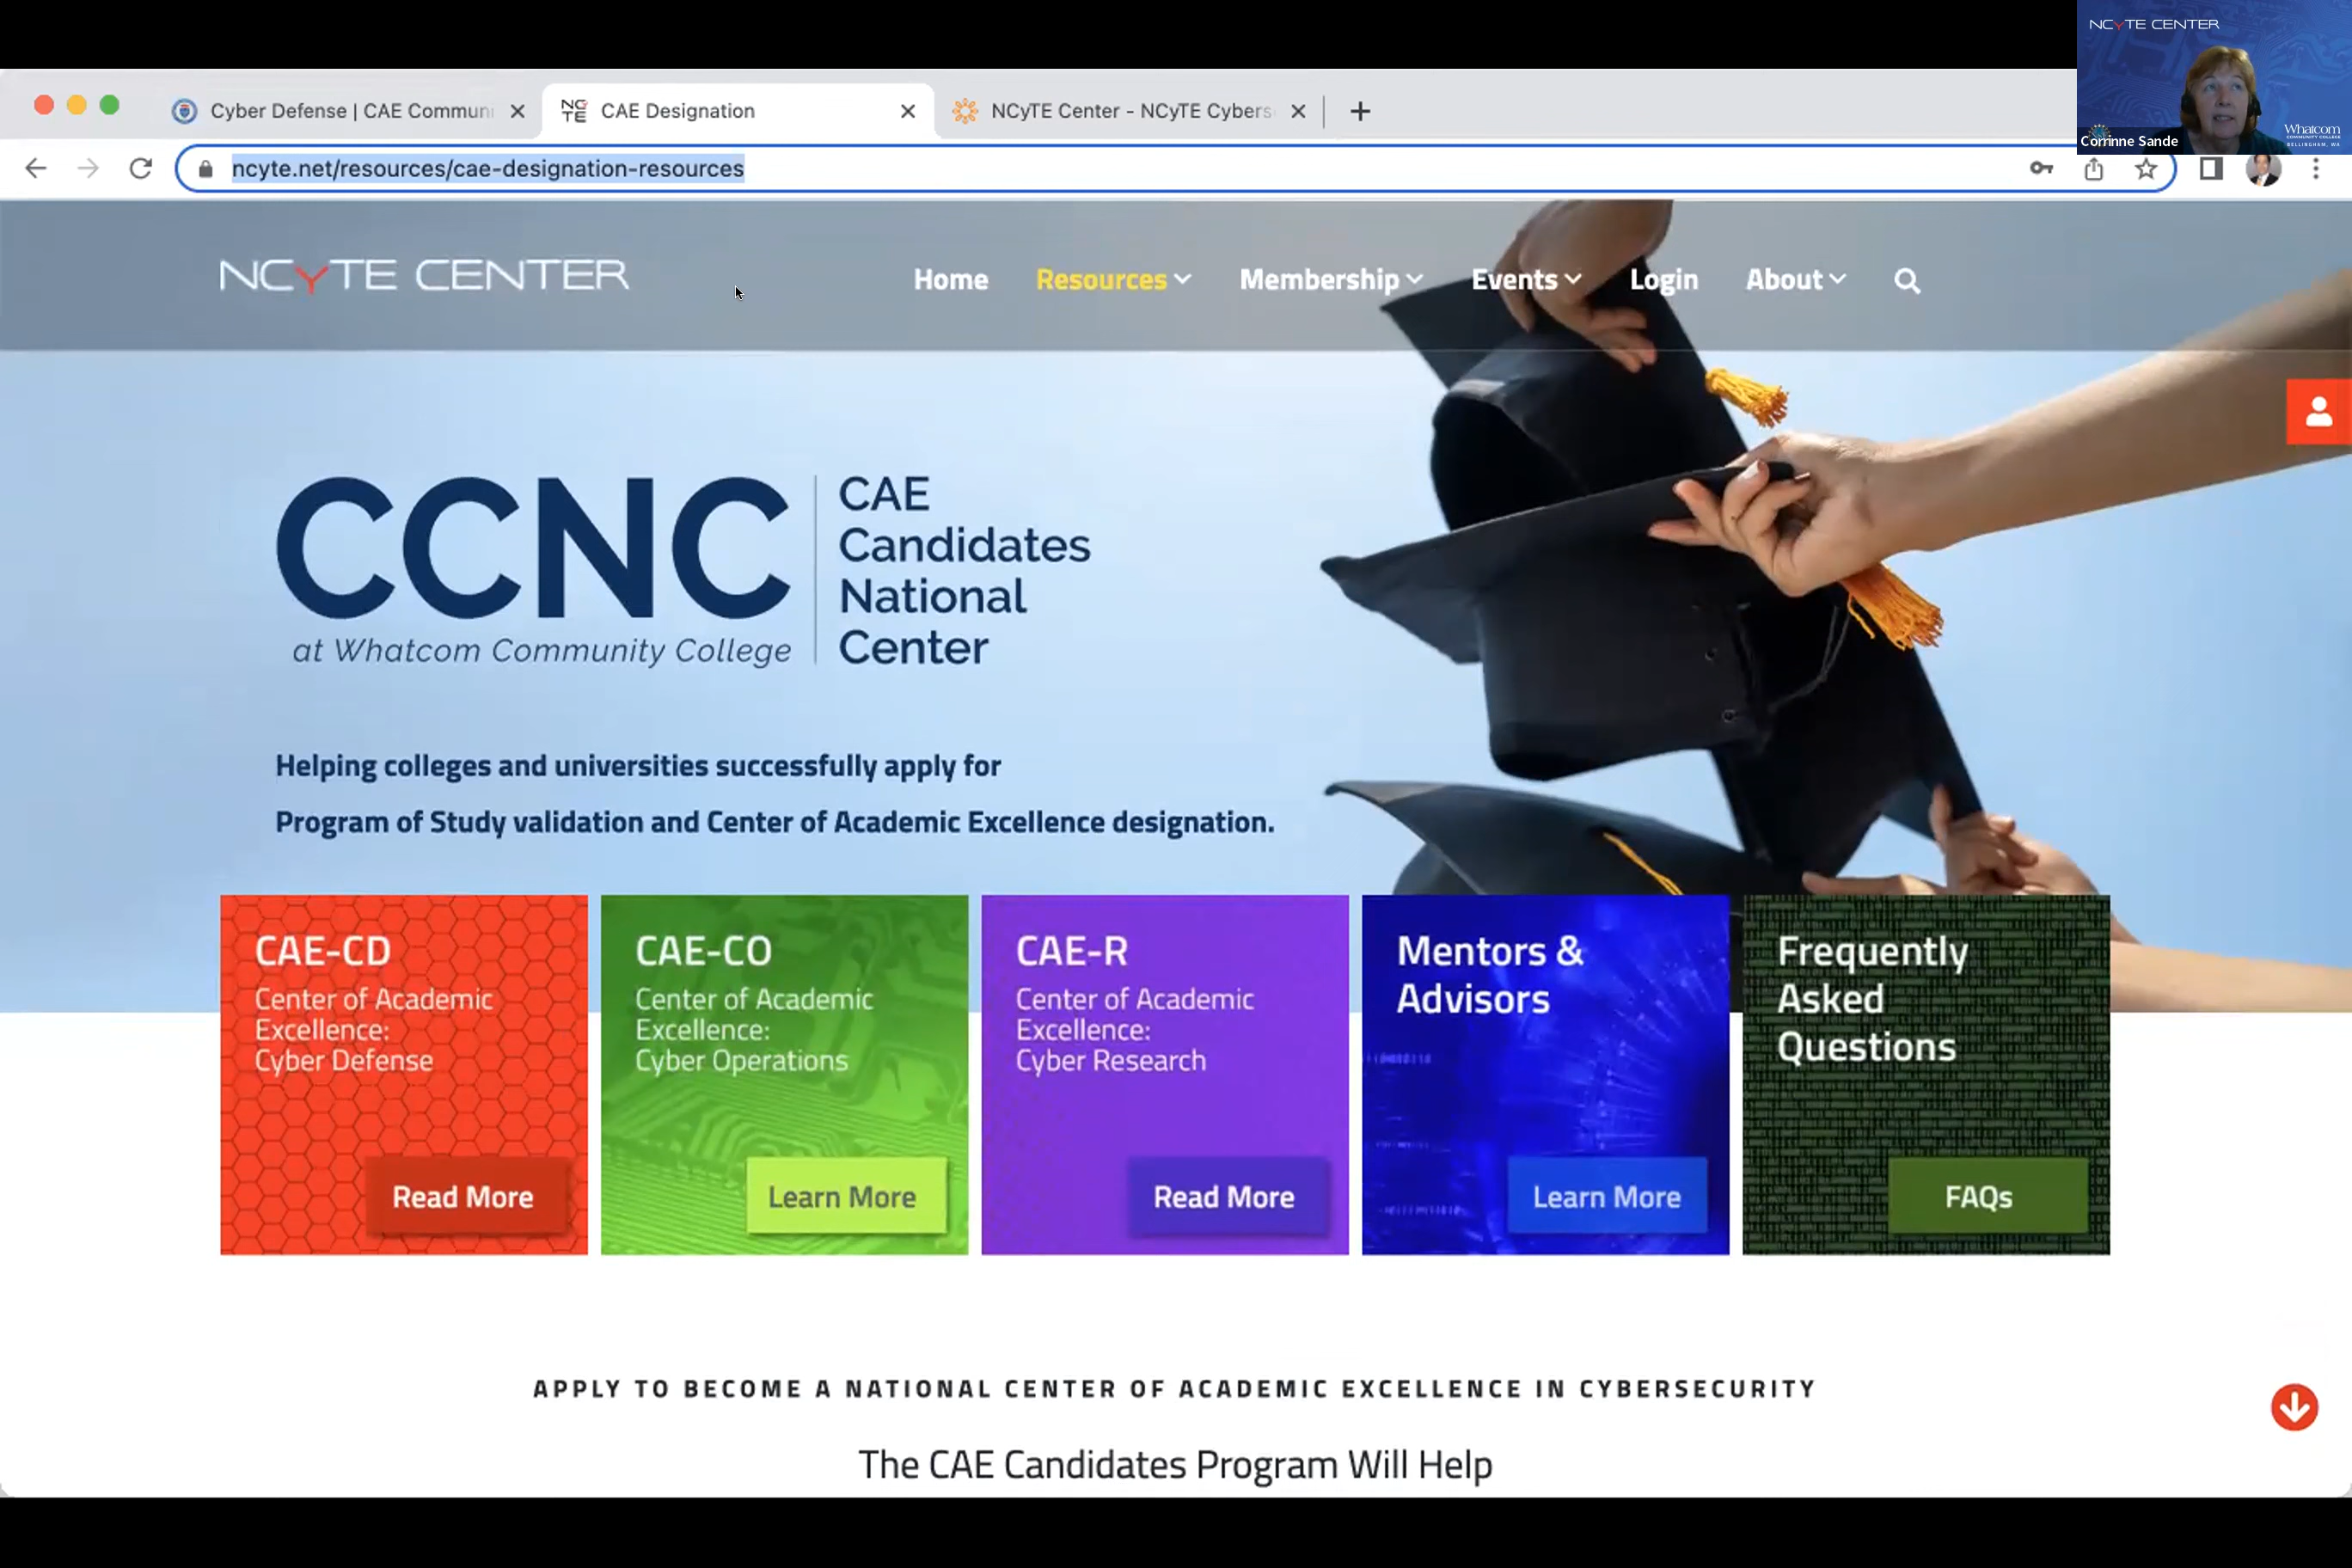 NCYTE CENTER
Whatcom
COMMUNITY COLLEGE
BELLINGHAM, WA
Corrinne Sande
Cyber Defense | CAE Commun
CAE Designation
NCyTE Center - NCyTE Cybers
ncyte.net/resources/cae-designation-resources
NCYTE CENTER
Home
Resources
Membership
Events
Login
About
CCNC
at Whatcom Community College
CAE
Candidates
National
Center
Helping colleges and universities successfully apply for
Program of Study validation and Center of Academic Excellence designation.
CAE-CD
Center of Academic
Excellence:
Cyber Defense
Read More
CAE-CO
Center of Academic
Excellence:
Cyber Operations
Learn More
CAE-R
Center of Academic
Excellence:
Cyber Research
Read More
Mentors &
Advisors
Learn More
Frequently
Asked
Questions
FAQs
APPLY TO BECOME A NATIONAL CENTER OF ACADEMIC EXCELLENCE IN CYBERSECURITY
The CAE Candidates Program Will Help